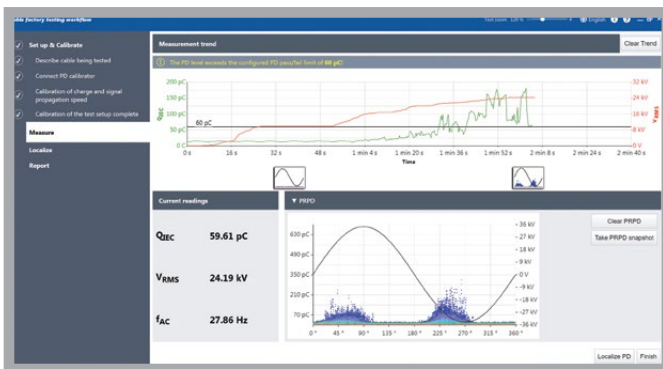 able factory testing workflow
Text zoom: 120 %
English
Set up & Calibrate
Describe cable being tested
Connect PD calibrator
Calibration of charge and signal
propagation speed
Calibration of the test setup complete
Measure
Localize
Report
Measurement trend
Clear Trend
The PD level exceeds the configured PD pass/fail limit of 60 pC!
200 pC
150 pC
100 pC
50 pC
0 C
QIEC
60 pC
32 kV
24 kV
16 kV
8 kV
0 V
VRMS
0 s
16 s
32 s
48 s
1 min 4 s
1 min 20 s
1 min 36 s
1 min 52 s
2 min 8 s
2 min 24 s
2 min 40 s
Time
Current readings
QIEC 59.61 pC
VRMS 24.19 kV
fAC 27.86 Hz
▼ PRPD
630 pC
490 pC
350 pC
210 pC
70 pC
36 kV
27 kV
18 kV
9 kV
0 V
-9 kV
-18 kV
-27 kV
-36 kV
0°
45°
90°
135°
180°
225°
270°
315°
360°
Clear PRPD
Take PRPD snapshot
Localize PD
Finish